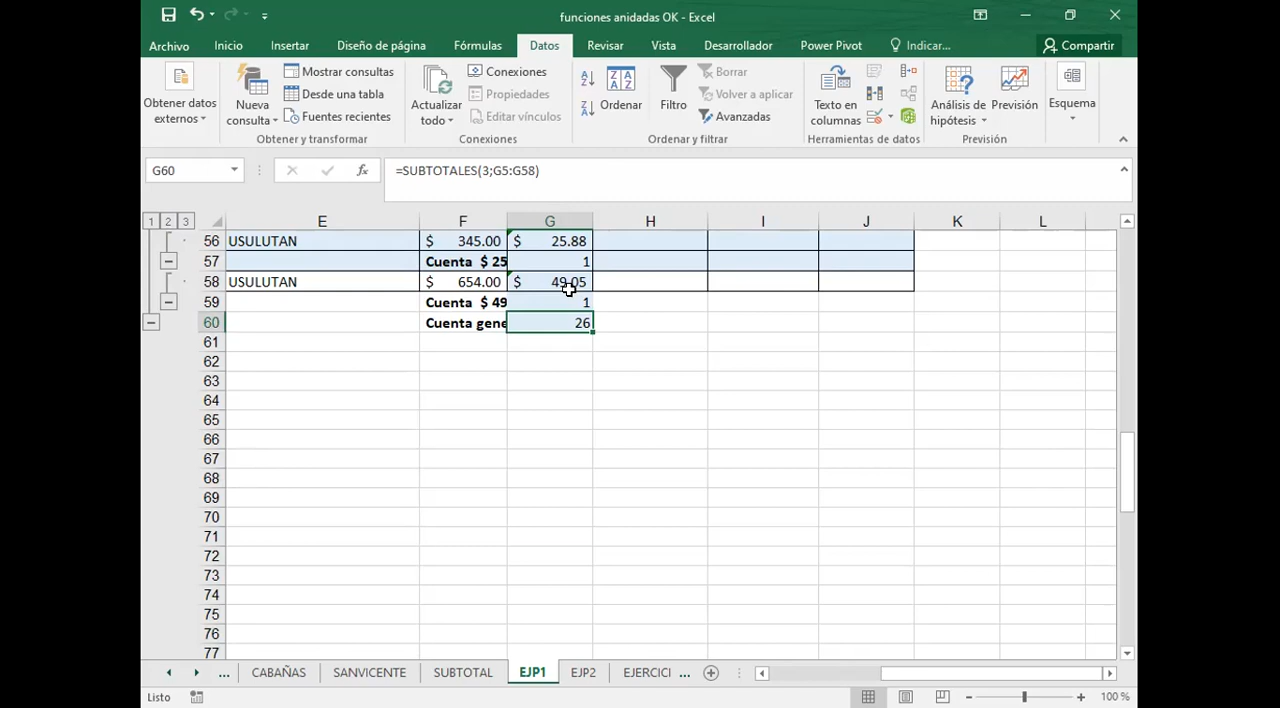 funciones anidadas OK - Excel
Archivo Inicio Insertar Diseño de página Fórmulas Datos Revisar Vista Desarrollador Power Pivot Indicar... Compartir
Obtener datos externos
Nueva consulta
Mostrar consultas
Desde una tabla
Fuentes recientes
Obtener y transformar
Actualizar todo
Conexiones
Propiedades
Editar vínculos
Conexiones
Ordenar
Filtro
Borrar
Volver a aplicar
Avanzadas
Ordenar y filtrar
Texto en columnas
Herramientas de datos
Análisis de hipótesis
Previsión
Previsión
Esquema
G60 fx =SUBTOTALES(3;G5:G58)
1 2 3 E F G H I J K L
56 USULUTAN $ 345.00 $ 25.88
57 Cuenta $ 25 1
58 USULUTAN $ 654.00 $ 49.05
59 Cuenta $ 49 1
60 Cuenta gene 26
61
62
63
64
65
66
67
68
69
70
71
72
73
74
75
76
77
... CABAÑAS SANVICENTE SUBTOTAL EJP1 EJP2 EJERCICI ...
Listo 100 %